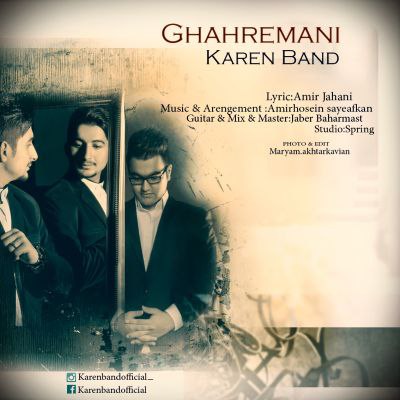 GHAHREMANI
KAREN BAND
Lyric:Amir Jahani
Music & Arengement :Amirhosein sayeafkan
Guitar & Mix & Master:Jaber Baharmast
Studio:Spring
PHOTO & EDIT
Maryam.akhtarkavian
Karenbandofficial_
Karenbandofficial